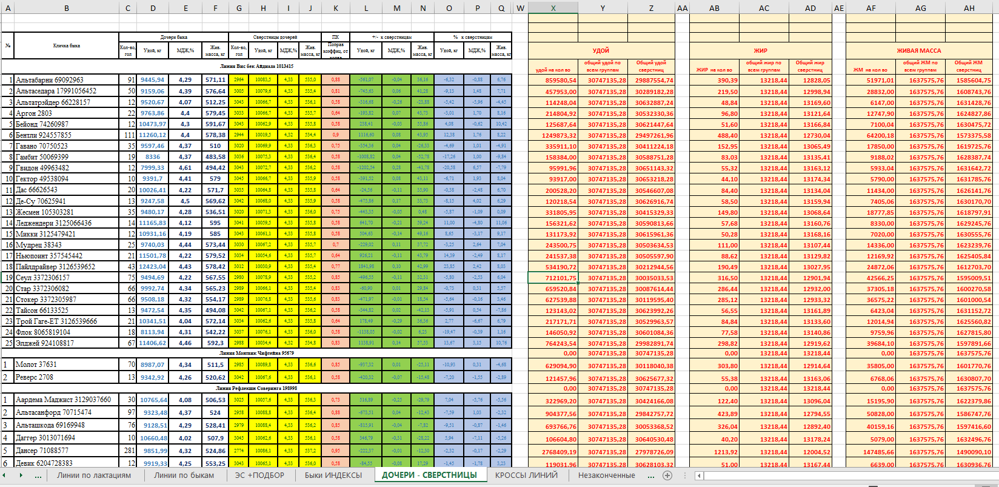 A B C D E F G H I J K L M N O P Q W X Y Z AA AB AC AD AE AF AG AH
№ Кличка быка Дочери быка Сверстницы дочерей ПК +/- к сверстницам % к сверстницам
Кол-во, гол Удой, кг МДЖ,% Жив. масса, кг Кол-во, гол Удой, кг МДЖ,% Жив. масса, кг Поправ коэффиц, от Удой, кг МДЖ,% Жив. масса, кг Удой, кг МДЖ,% Жив. масса, кг
УДОЙ ЖИР ЖИВАЯ МАССА
удой на кол во общий удой по всем группам Общий удой сверстниц ЖИР на кол во общий жир по всем группам Общий жир сверстниц ЖМ на кол во общий ЖМ по всем группам Общий ЖМ сверстниц
Линия Вис бек Айдиала 1013415
1 Альтабарни 69092963 91 9445,94 4,29 571,11 2964 10083,5 4,33 535,0 0,88 -561,07 -0,04 36,16 -6,32 -0,88 6,76 859580,54 30747135,28 29887554,74 390,39 13218,44 12828,05 51971,01 1637575,76 1585604,75
2 Альтаседара 17991056452 50 9159,06 4,39 576,64 3005 10079,6 4,33 535,4 0,81 -745,63 0,06 41,28 -9,13 1,48 7,71 457953,00 30747135,28 30289182,28 219,50 13218,44 12998,94 28832,00 1637575,76 1608743,76
3 Альтатрэйдер 66228157 12 9520,67 4,07 512,25 3043 10066,7 4,33 536,1 0,58 -316,68 -0,26 -23,88 -5,42 -5,96 -4,45 114248,04 30747135,28 30632887,24 48,84 13218,44 13169,60 6147,00 1637575,76 1631428,76
4 Аргон 2803 22 9763,86 4,4 579,45 3033 10066,7 4,33 535,7 0,64 -193,82 0,07 43,73 -3,01 1,70 8,16 214804,92 30747135,28 30532330,36 96,80 13218,44 13121,64 12747,90 1637575,76 1624827,86
5 Бейонд 74260987 12 10473,97 4,3 591,67 3043 10062,9 4,33 535,8 0,58 238,41 -0,03 55,86 4,08 -0,62 10,42 125687,64 30747135,28 30621447,64 51,60 13218,44 13166,84 7100,04 1637575,76 1630475,72
6 Бентли 924557855 111 11260,12 4,4 578,38 2944 10019,5 4,32 534,4 0,9 1116,60 0,08 43,95 12,38 1,76 8,22 1249873,32 30747135,28 29497261,96 488,40 13218,44 12730,04 64200,18 1637575,76 1573375,58
7 Гавано 70750523 35 9597,46 4,37 510 3020 10069,9 4,33 536,3 0,75 -354,36 0,04 -26,33 -4,69 1,01 -4,91 335911,10 30747135,28 30411224,18 152,95 13218,44 13065,49 17850,00 1637575,76 1619725,76
8 Гамбит 50069399 19 8336 4,37 483,58 3036 10075,3 4,33 536,4 0,58 -1008,82 0,04 -52,78 -17,26 1,00 -9,84 158384,00 30747135,28 30588751,28 83,03 13218,44 13135,41 9188,02 1637575,76 1628387,74
9 Гвидон 49963482 12 7999,33 4,61 494,42 3043 10072,7 4,33 536,2 0,58 -1202,54 0,28 -41,78 -20,58 6,57 -7,79 95991,96 30747135,28 30651143,32 55,32 13218,44 13163,12 5933,04 1637575,76 1631642,72
10 Гектор 49538094 10 9391,7 4,41 579 3045 10066,7 4,33 535,9 0,58 -391,52 0,08 43,11 -6,71 1,93 8,04 93917,00 30747135,28 30653218,28 44,10 13218,44 13174,34 5790,00 1637575,76 1631785,76
11 Дас 66626543 20 10026,41 4,22 571,7 3035 10064,8 4,33 535,8 0,64 -24,56 -0,11 35,90 -0,38 -2,48 6,70 200528,20 30747135,28 30546607,08 84,40 13218,44 13134,04 11434,00 1637575,76 1626141,76
12 Де-Су 70625941 13 9247,58 4,5 569,62 3042 10068,0 4,33 535,9 0,58 -475,86 0,17 33,73 -8,15 4,02 6,29 120218,54 30747135,28 30626916,74 58,50 13218,44 13159,94 7405,06 1637575,76 1630170,70
13 Жесмен 105303281 35 9480,17 4,28 536,51 3020 10071,3 4,33 536,0 0,75 -443,35 -0,05 0,48 -5,87 -1,09 0,09 331805,95 30747135,28 30415329,33 149,80 13218,44 13068,64 18777,85 1637575,76 1618797,91
14 Леджендери 3125066436 14 11165,83 4,12 595 3041 10059,5 4,33 535,8 0,58 641,70 -0,21 59,24 11,00 -4,80 11,06 156321,62 30747135,28 30590813,66 57,68 13218,44 13160,76 8330,00 1637575,76 1629245,76
15 Микки 3125479421 12 10931,16 4,19 585 3043 10061,1 4,33 535,8 0,58 504,63 -0,14 49,16 8,65 -3,17 9,17 131173,92 30747135,28 30615961,36 50,28 13218,44 13168,16 7020,00 1637575,76 1630555,76
16 Мудрец 38343 25 9740,03 4,44 573,44 3030 10067,2 4,33 535,7 0,7 -229,02 0,11 37,72 -3,25 2,64 7,04 243500,75 30747135,28 30503634,53 111,00 13218,44 13107,44 14336,00 1637575,76 1623239,76
17 Ньюпоинт 357545442 21 11501,78 4,22 579,52 3034 10054,6 4,33 535,7 0,64 926,21 -0,11 43,79 14,39 -2,49 8,17 241537,38 30747135,28 30505597,90 88,62 13218,44 13129,82 12169,92 1637575,76 1625405,84
18 Пайлдрайвер 3126539652 43 12423,04 4,43 578,42 3012 10030,9 4,33 535,4 0,77 1841,98 0,10 42,99 23,85 2,42 8,03 534190,72 30747135,28 30212944,56 190,49 13218,44 13027,95 24872,06 1637575,76 1612703,70
19 Сеул 3372306157 75 9494,69 4,22 567,55 2980 10078,9 4,33 535,2 0,85 -496,55 -0,11 32,31 -5,80 -2,53 6,04 712101,75 30747135,28 30035033,53 316,50 13218,44 12901,94 42566,25 1637575,76 1595009,51
20 Стар 3372306082 66 9992,74 4,34 565,23 2989 10066,1 4,33 535,4 0,83 -60,90 0,01 29,84 -0,73 0,31 5,57 659520,84 30747135,28 30087614,44 286,44 13218,44 12932,00 37305,18 1637575,76 1600270,58
21 Стокер 3372305987 66 9508,18 4,32 554,17 2989 10076,8 4,33 535,6 0,83 -471,97 -0,01 18,54 -5,64 -0,16 3,46 627539,88 30747135,28 30119595,40 285,12 13218,44 12933,32 36575,22 1637575,76 1601000,54
22 Тайсон 66133525 13 9472,54 4,35 494,08 3042 10067,1 4,33 536,2 0,58 -344,82 0,02 -42,13 -5,91 0,54 -7,86 123143,02 30747135,28 30623992,26 56,55 13218,44 13161,89 6423,04 1637575,76 1631152,72
23 Трой Гаге-ЕТ 3126539666 21 10341,51 4,04 572,14 3034 10062,6 4,33 535,8 0,64 178,49 -0,29 36,36 2,77 -6,67 6,79 217171,71 30747135,28 30529963,57 84,84 13218,44 13133,60 12014,94 1637575,76 1625560,82
24 Флок 8065819104 18 8113,94 4,31 542,22 3037 10076,1 4,33 536,0 0,58 -1138,05 -0,02 6,23 -19,47 -0,39 1,16 146050,92 30747135,28 30601084,36 77,58 13218,44 13140,86 9759,96 1637575,76 1627815,80
25 Элджей 924108817 67 11406,62 4,46 592,3 2988 10034,4 4,32 534,8 0,83 1138,91 0,14 57,53 13,67 3,15 10,76 764243,54 30747135,28 29982891,74 298,82 13218,44 12919,62 39684,10 1637575,76 1597891,66
Линия Монтвик Чифтейна 95679 0,00 30747135,28 30747135,28 0,00 13218,44 13218,44 0,00 1637575,76 1637575,76
1 Молот 37631 70 8987,07 4,34 511,5 2985 10089,8 4,33 536,6 0,85 -937,32 0,01 -25,11 -10,93 0,31 -4,68 629094,90 30747135,28 30118040,38 303,80 13218,44 12914,64 35805,00 1637575,76 1601770,76
2 Реверс 2708 13 9342,92 4,26 520,62 3042 10067,6 4,33 536,1 0,58 -420,32 -0,07 -15,48 -7,20 -1,55 -2,89 121457,96 30747135,28 30625677,32 55,38 13218,44 13163,06 6768,06 1637575,76 1630807,70
Линия Рефлекшн Соверинга 198998 0,00 30747135,28 30747135,28 0,00 13218,44 13218,44 0,00 1637575,76 1637575,76
1 Аардема Маджист 3129037660 30 10765,64 4,08 506,53 3025 10057,6 4,33 536,3 0,73 516,89 -0,25 -29,79 7,04 -5,76 -5,56 322969,20 30747135,28 30424166,08 122,40 13218,44 13096,04 15195,90 1637575,76 1622379,86
2 Альтасанфорд 70715474 97 9323,48 4,37 524 2958 10088,8 4,33 536,4 0,88 -673,51 0,04 -12,43 -7,59 1,03 -2,32 904377,56 30747135,28 29842757,72 423,89 13218,44 12794,55 50828,00 1637575,76 1586747,76
3 Альташкода 69169948 76 9128,51 4,29 528,41 2979 10088,4 4,33 536,2 0,85 -815,91 -0,04 -7,82 -9,51 -0,87 -1,46 693766,76 30747135,28 30053368,52 326,04 13218,44 12892,40 40159,16 1637575,76 1597416,60
4 Даггер 3013071694 10 10660,48 4,02 507,9 3045 10062,6 4,33 536,1 0,58 346,79 -0,31 -28,22 5,94 -7,11 -5,26 106604,80 30747135,28 30640530,48 40,20 13218,44 13178,24 5079,00 1637575,76 1632496,76
5 Дансер 71088577 281 9851,99 4,32 524,86 2774 10086,1 4,33 537,2 0,95 -222,37 -0,01 -12,30 -2,32 -0,17 -2,29 2768409,19 30747135,28 27978726,09 1213,92 13218,44 12004,52 147485,66 1637575,76 1490090,10
6 Девик 6204728383 12 9919,33 4,25 553,25 3043 10065,1 4,33 536,0 0,58 -84,55 -0,08 17,29 -1,45 -1,78 3,23 119031,96 30747135,28 30628103,32 51,00 13218,44 13167,44 6639,00 1637575,76 1630936,76
... Линии по лактациям Линии по быкам ЭС +ПОДБОР Быки ИНДЕКСЫ ДОЧЕРИ - СВЕРСТНИЦЫ КРОССЫ ЛИНИЙ Незаконченные ...